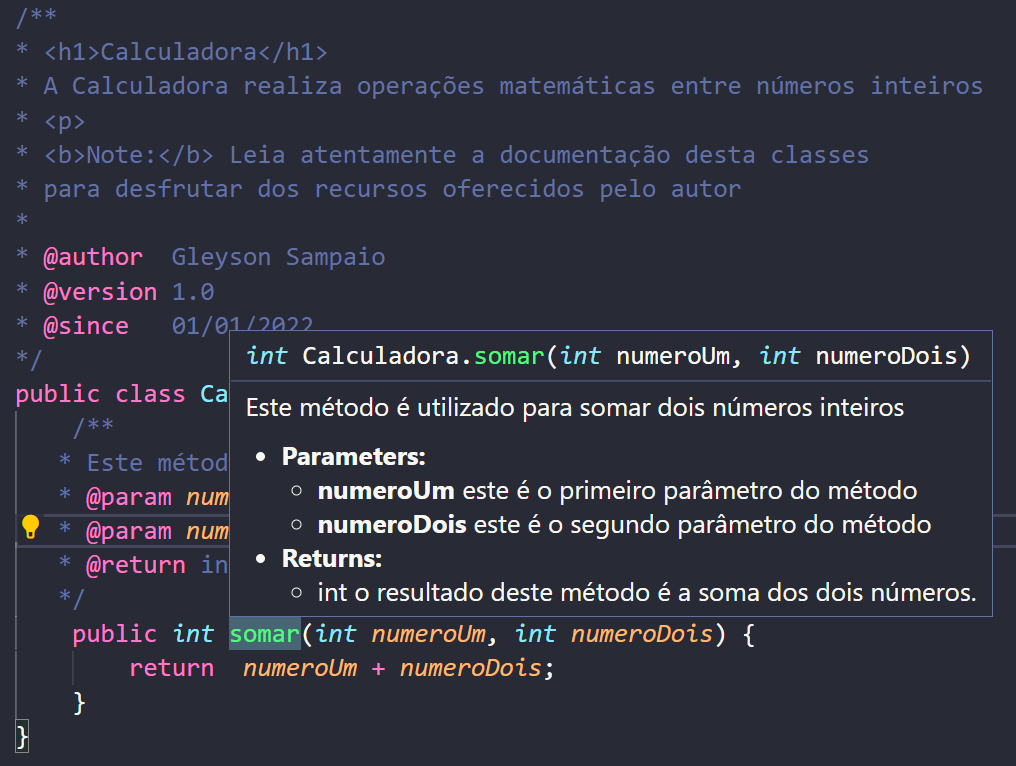 /**
* <h1>Calculadora</h1>
* A Calculadora realiza operações matemáticas entre números inteiros
* <p>
* <b>Note:</b> Leia atentamente a documentação desta classes
* para desfrutar dos recursos oferecidos pelo autor
*
* @author  Gleyson Sampaio
* @version 1.0
* @since   01/01/2022
*/
public class Ca
/**
* Este métod
* @param num
* @param num
* @return in
*/
int Calculadora.somar(int numeroUm, int numeroDois)
Este método é utilizado para somar dois números inteiros
• Parameters:
○ numeroUm este é o primeiro parâmetro do método
○ numeroDois este é o segundo parâmetro do método
• Returns:
○ int o resultado deste método é a soma dos dois números.
public int somar(int numeroUm, int numeroDois) {
return  numeroUm + numeroDois;
}
}